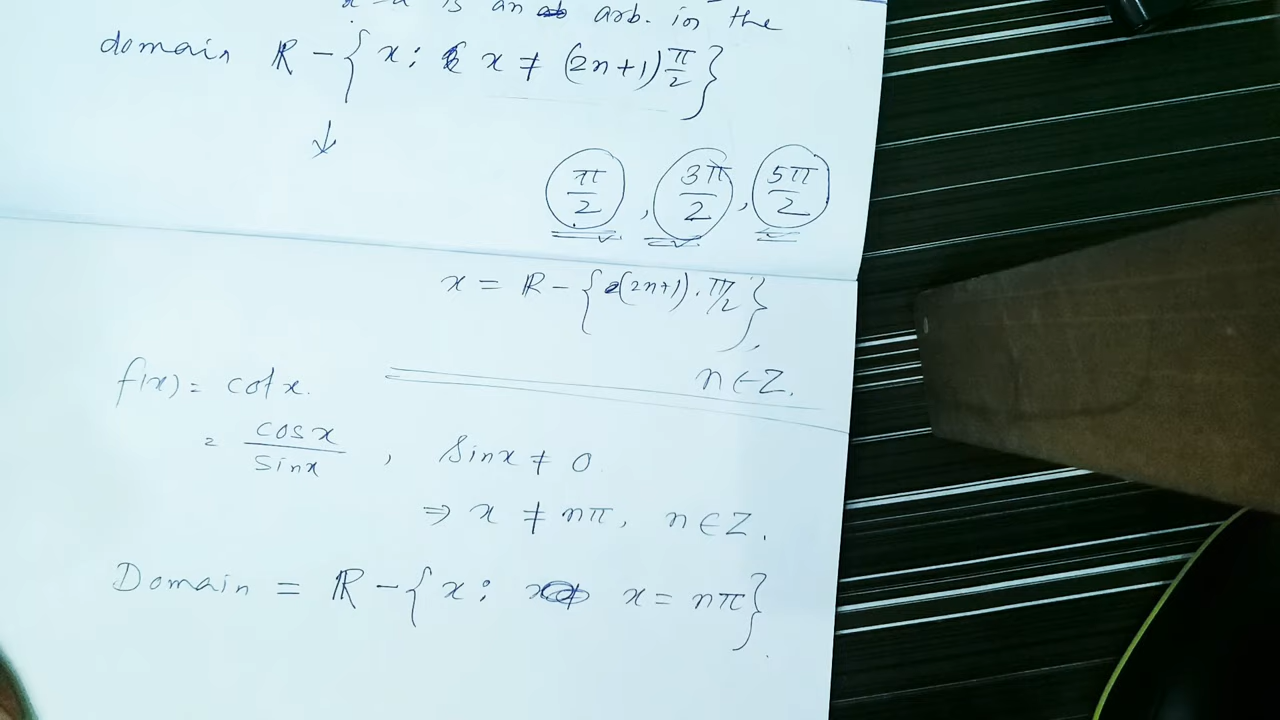 is an arb. in the
domain ℝ - { x ; x ≠ (2n+1) π/2 }
↓
π/2 , 3π/2 , 5π/2
x = ℝ - { (2n+1) . π/2 } ,
n ∈ Z.
f(x) = cot x.
= cos x / sin x , Sin x ≠ 0
⇒ x ≠ nπ, n ∈ Z.
Domain = ℝ - { x ; x = nπ } .